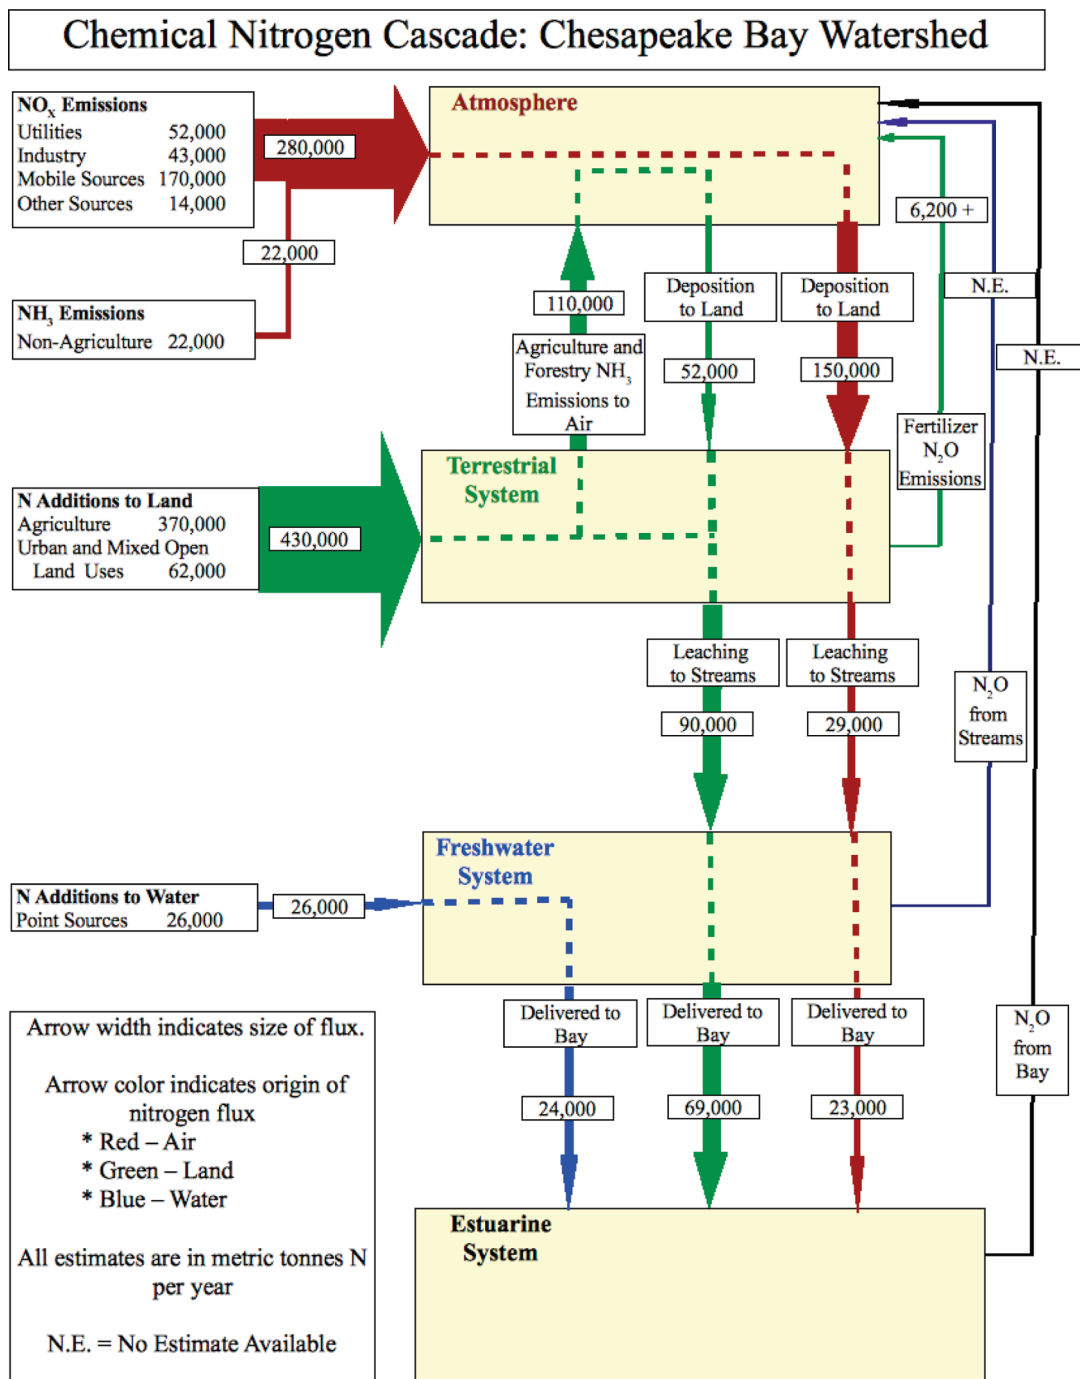 Chemical Nitrogen Cascade: Chesapeake Bay Watershed
NOX Emissions
Utilities 52,000
Industry 43,000
Mobile Sources 170,000
Other Sources 14,000
280,000
22,000
NH3 Emissions
Non-Agriculture 22,000
Atmosphere
6,200 +
N.E.
N.E.
110,000
Agriculture and
Forestry NH3
Emissions to
Air
Deposition
to Land
52,000
Deposition
to Land
150,000
Fertilizer
N2O
Emissions
N Additions to Land
Agriculture 370,000
Urban and Mixed Open
Land Uses 62,000
430,000
Terrestrial
System
Leaching
to Streams
90,000
Leaching
to Streams
29,000
N2O
from
Streams
N Additions to Water
Point Sources 26,000
26,000
Freshwater
System
Delivered to
Bay
24,000
Delivered to
Bay
69,000
Delivered to
Bay
23,000
N2O
from
Bay
Estuarine
System
Arrow width indicates size of flux.
Arrow color indicates origin of
nitrogen flux
* Red – Air
* Green – Land
* Blue – Water
All estimates are in metric tonnes N
per year
N.E. = No Estimate Available